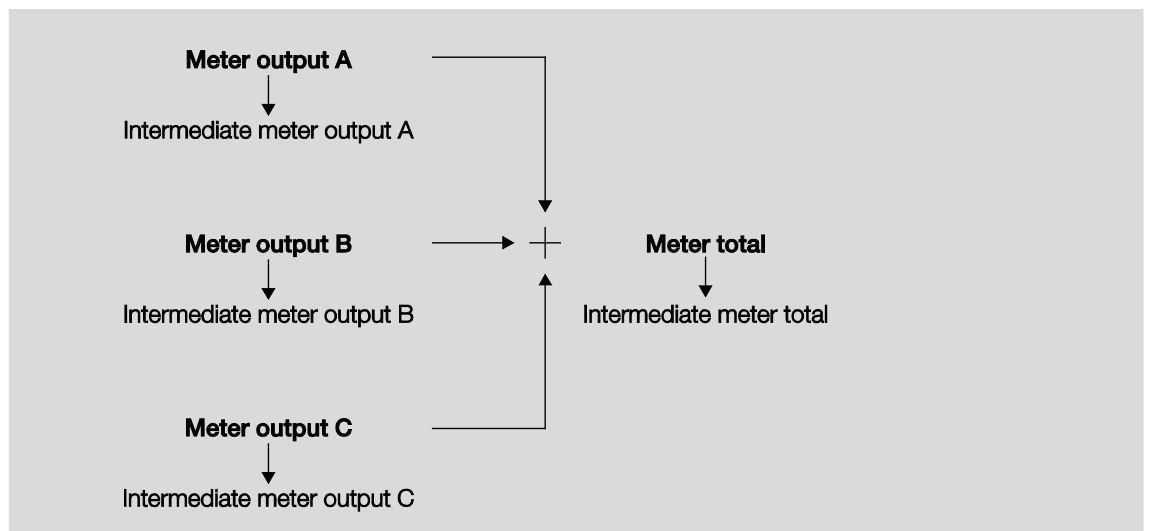 Meter output A
Intermediate meter output A
Meter output B
Meter total
Intermediate meter output B
Intermediate meter total
Meter output C
Intermediate meter output C